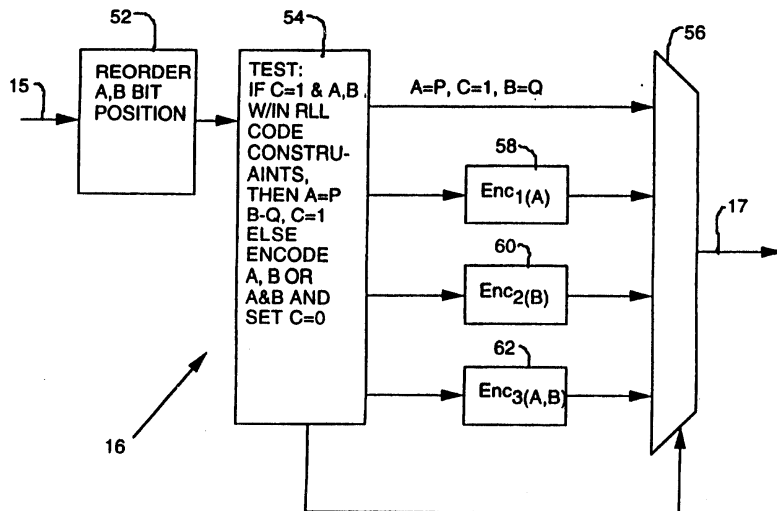 52
54
56
15
REORDER
A,B BIT
POSITION
TEST:
IF C=1 & A,B
W/IN RLL
CODE
CONSTRU-
AINTS,
THEN A=P
B-Q, C=1
ELSE
ENCODE
A, B OR
A&B AND
SET C=0
A=P, C=1, B=Q
58
Enc1(A)
60
Enc2(B)
62
Enc3(A,B)
17
16